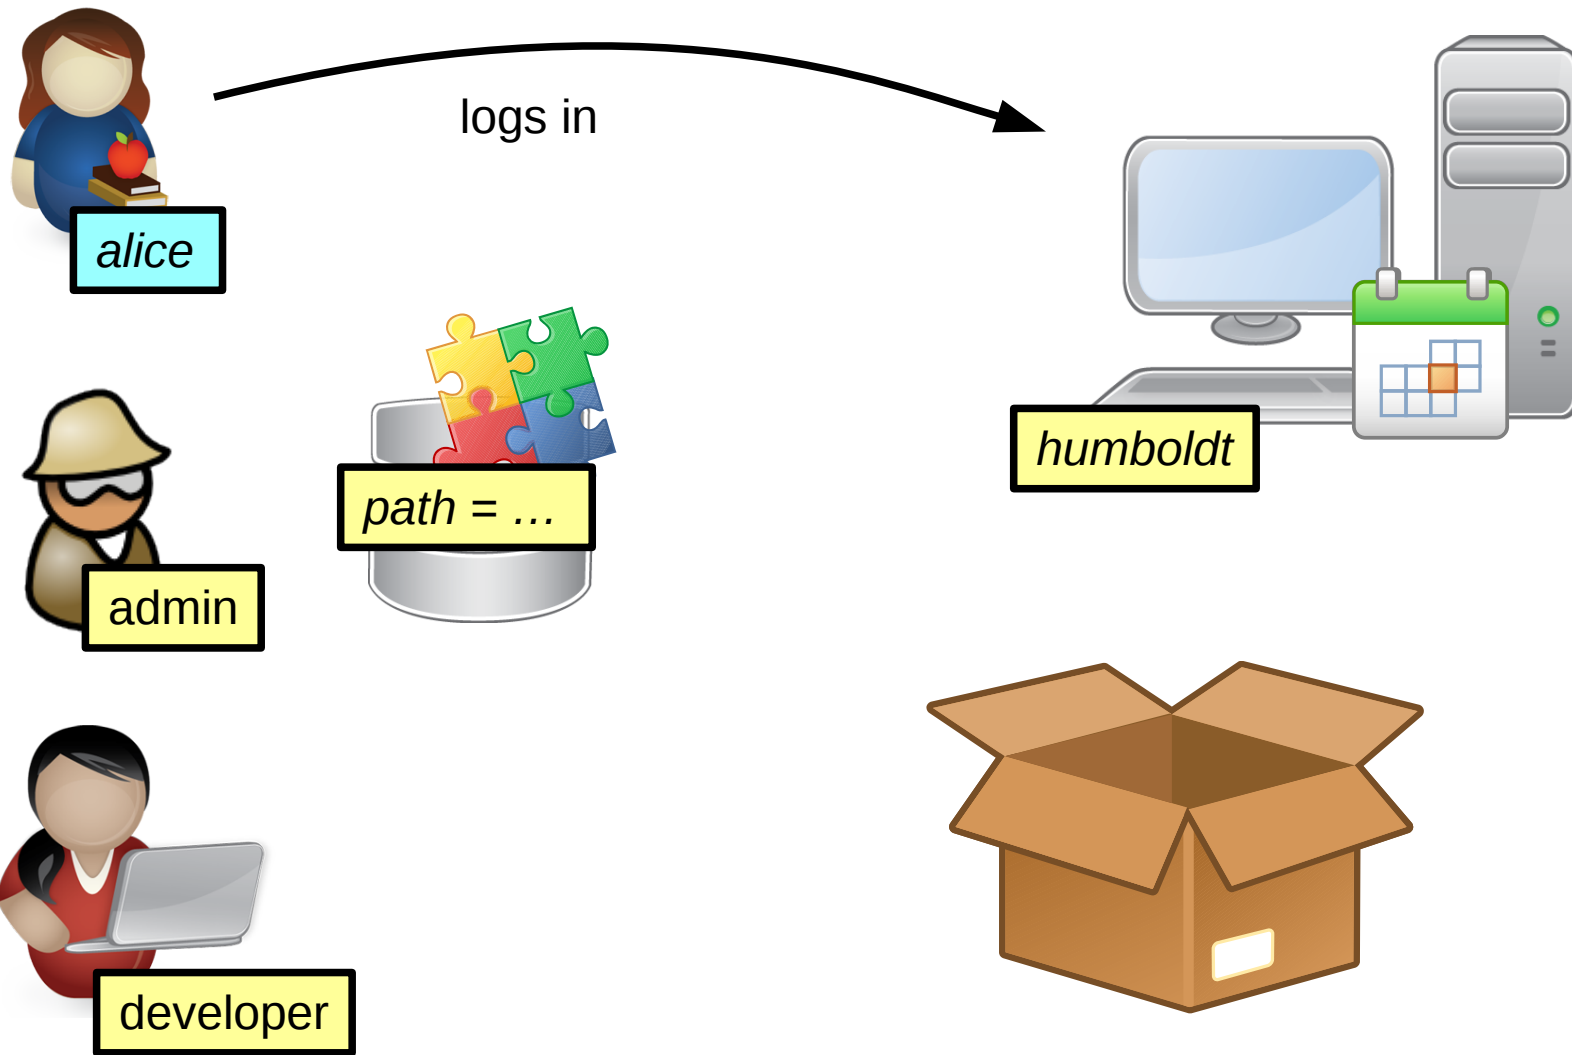 logs in
alice
humboldt
path = …
admin
developer